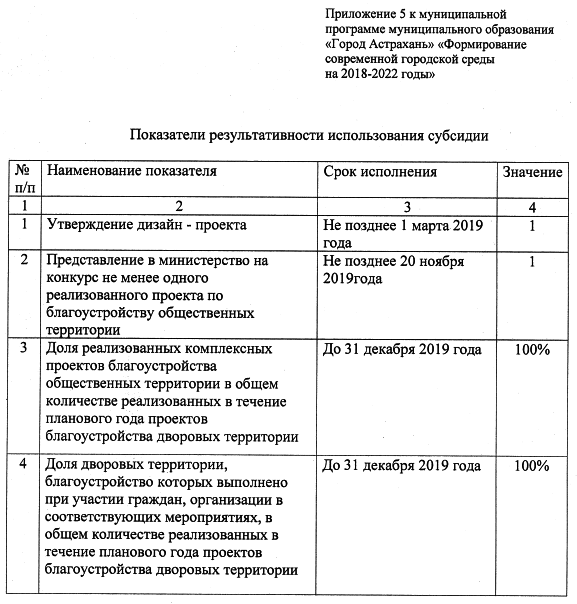 Приложение 5 к муниципальной
программе муниципального образования
«Город Астрахань» «Формирование
современной городской среды
на 2018-2022 годы»
Показатели результативности использования субсидии
№ Наименование показателя Срок исполнения Значение
п/п
1 2 3 4
1 Утверждение дизайн - проекта Не позднее 1 марта 2019 1
года
2 Представление в министерство на Не позднее 20 ноября 1
конкурс не менее одного 2019года
реализованного проекта по
благоустройству общественных
территории
3 Доля реализованных комплексных До 31 декабря 2019 года 100%
проектов благоустройства
общественных территории в общем
количестве реализованных в течение
планового года проектов
благоустройства дворовых территории
4 Доля дворовых территории, До 31 декабря 2019 года 100%
благоустройство которых выполнено
при участии граждан, организации в
соответствующих мероприятиях, в
общем количестве реализованных в
течение планового года проектов
благоустройства дворовых территории